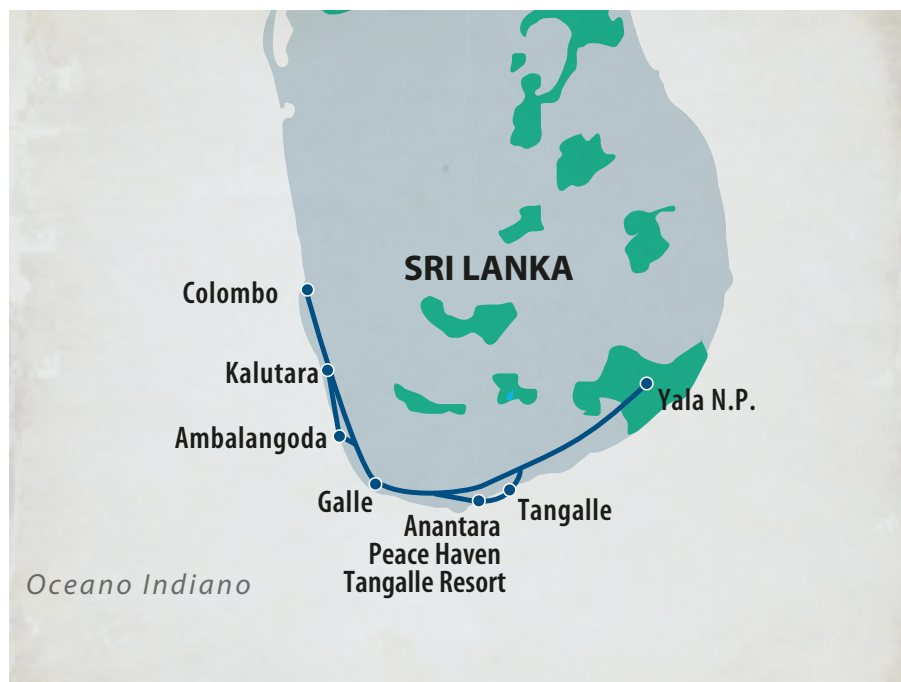 SRI LANKA
Colombo
Kalutara
Yala N.P.
Ambalangoda
Galle
Tangalle
Anantara
Peace Haven
Tangalle Resort
Oceano Indiano